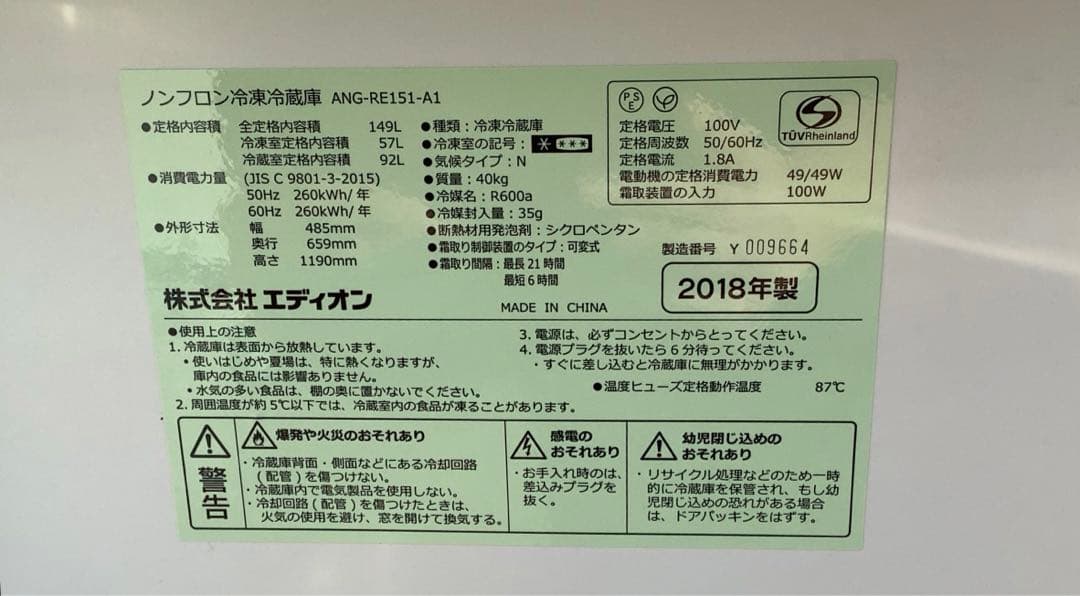 ノンフロン冷凍冷蔵庫 ANG-RE151-A1
●定格内容積 全定格内容積 149L
冷凍室定格内容積 57L
冷蔵室定格内容積 92L
●消費電力量 (JIS C 9801-3-2015)
50Hz 260kWh/年
60Hz 260kWh/年
●外形寸法 幅 485mm
奥行 659mm
高さ 1190mm
●種類：冷凍冷蔵庫
●冷凍室の記号：
●気候タイプ：N
●質量：40kg
●冷媒名：R600a
●冷媒封入量：35g
●断熱材用発泡剤：シクロペンタン
●霜取り制御装置のタイプ：可変式
●霜取り間隔：最長21時間
最短6時間
PSE
定格電圧 100V
定格周波数 50/60Hz
定格電流 1.8A
電動機の定格消費電力 49/49W
霜取装置の入力 100W
TÜVRheinland
製造番号 Y 009664
2018年製
株式会社 エディオン
MADE IN CHINA
●使用上の注意
1. 冷蔵庫は表面から放熱しています。
・使いはじめや夏場は、特に熱くなりますが、
庫内の食品には影響ありません。
・水気の多い食品は、棚の奥に置かないでください。
2. 周囲温度が約5℃以下では、冷蔵室内の食品が凍ることがあります。
3. 電源は、必ずコンセントからとってください。
4. 電源プラグを抜いたら6分待ってください。
・すぐに差し込むと冷蔵庫に無理がかかります。
●温度ヒューズ定格動作温度 87℃
警告
爆発や火災のおそれあり
・冷蔵庫背面・側面などにある冷却回路
(配管)を傷つけない。
・冷蔵庫内で電気製品を使用しない。
・冷却回路(配管)を傷つけたときは、
火気の使用を避け、窓を開けて換気する。
感電の
おそれあり
・お手入れ時のは、
差込みプラグを
抜く。
幼児閉じ込めの
おそれあり
・リサイクル処理などのため一時
的に冷蔵庫を保管され、もし幼
児閉じ込めの恐れがある場合
は、ドアパッキンをはずす。